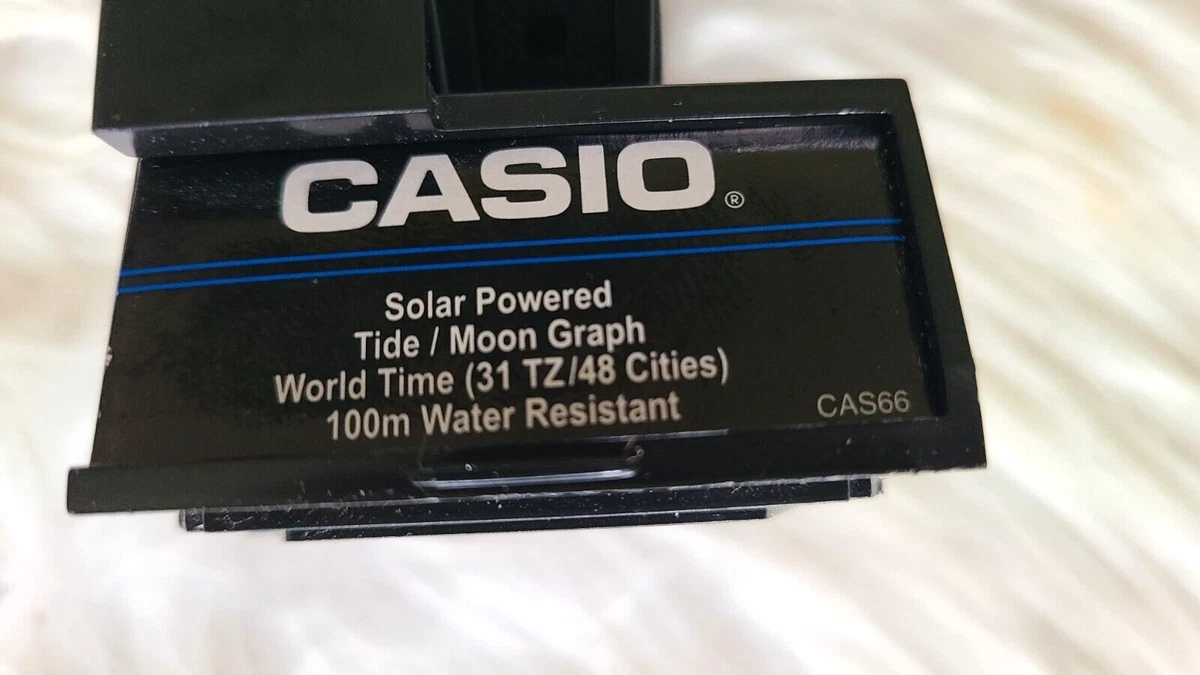 CASIO®
Solar Powered
Tide / Moon Graph
World Time (31 TZ/48 Cities)
100m Water Resistant
CAS66